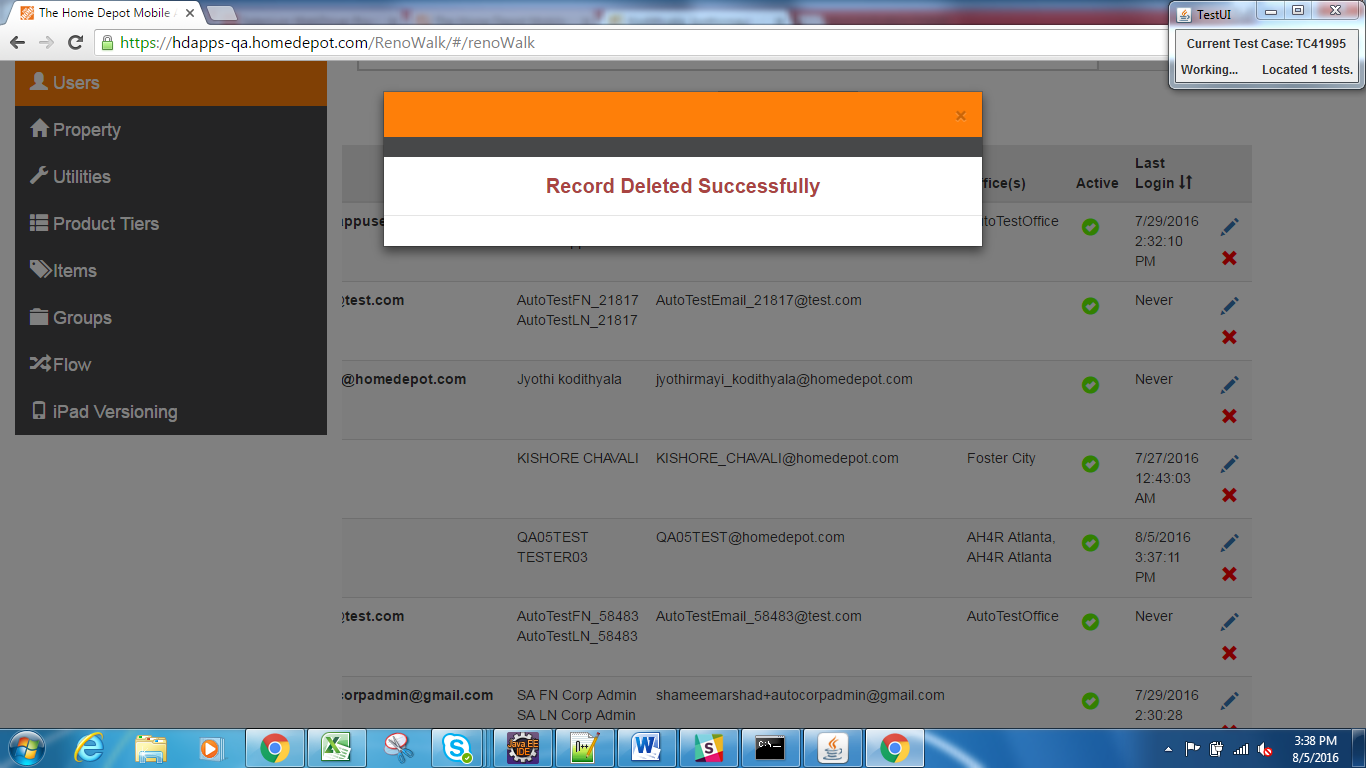 The Home Depot Mobile
TestUI
Current Test Case: TC41995
Working... Located 1 tests.
https://hdapps-qa.homedepot.com/RenoWalk/#/renoWalk
Users
Property
Utilities
Product Tiers
Items
Groups
Flow
iPad Versioning
×
Record Deleted Successfully
fice(s) Active Last
Login
appuse toTestOffice 7/29/2016
2:32:10
PM
@test.com AutoTestFN_21817 AutoTestEmail_21817@test.com Never
AutoTestLN_21817
@homedepot.com Jyothi kodithyala jyothirmayi_kodithyala@homedepot.com Never
KISHORE CHAVALI KISHORE_CHAVALI@homedepot.com Foster City 7/27/2016
12:43:03
AM
QA05TEST QA05TEST@homedepot.com AH4R Atlanta, 8/5/2016
TESTER03 AH4R Atlanta 3:37:11
PM
@test.com AutoTestFN_58483 AutoTestEmail_58483@test.com AutoTestOffice Never
AutoTestLN_58483
corpadmin@gmail.com SA FN Corp Admin shameemarshad+autocorpadmin@gmail.com 7/29/2016
SA LN Corp Admin 2:30:28
Java EE
IDE
C:\
3:38 PM
8/5/2016